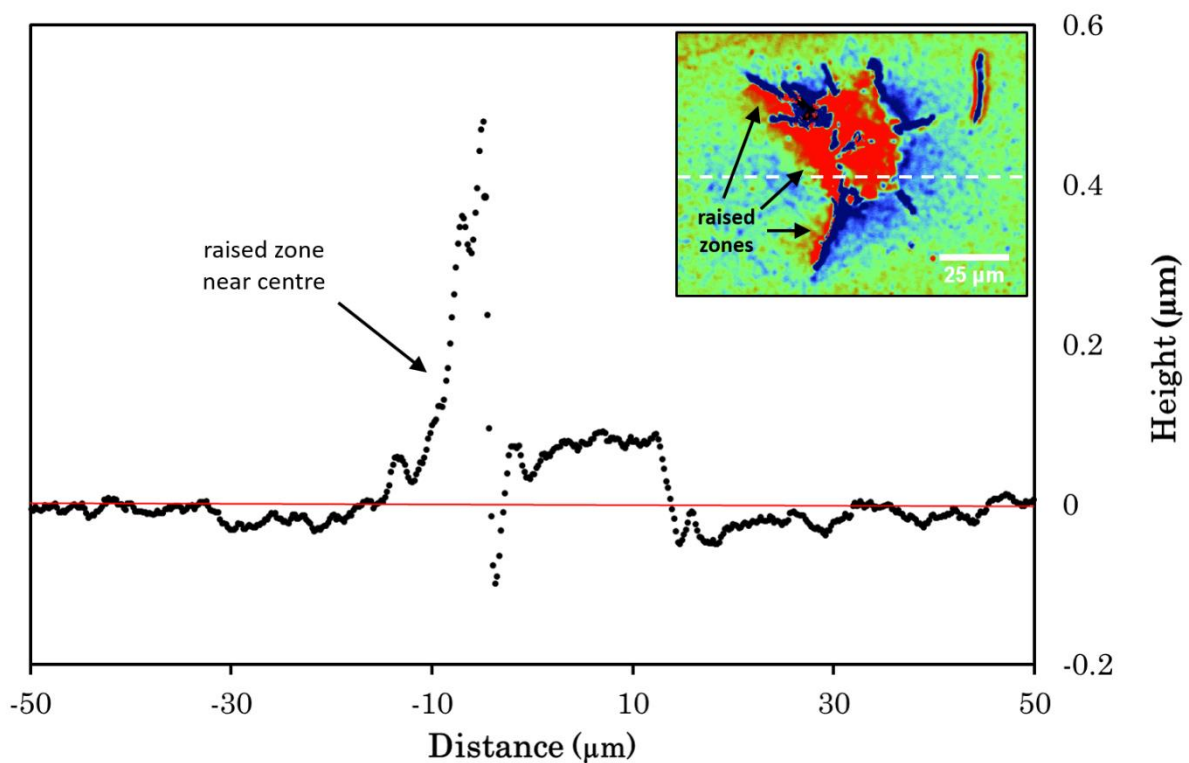 0.6
0.4
0.2
0
-0.2
Height (µm)
-50
-30
-10
10
30
50
Distance (µm)
raised zone
near centre
raised
zones
25 µm